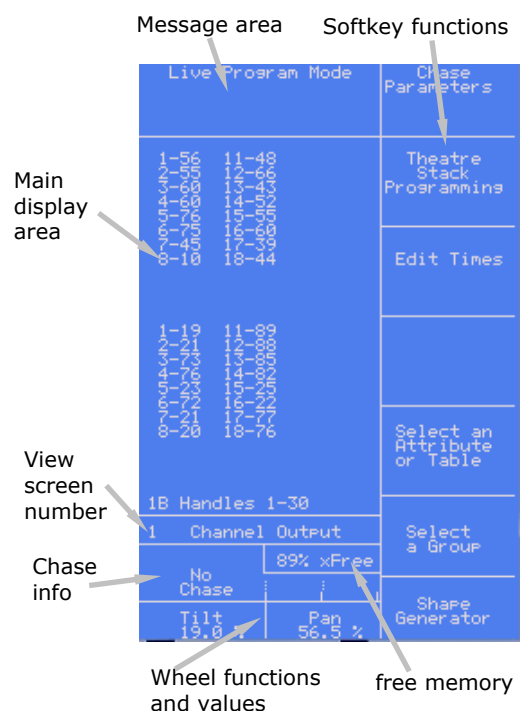 Message area
Softkey functions
Live Program Mode
Chase
Parameters
Main
display
area
1-56 11-48
2-55 12-66
3-60 13-43
4-60 14-52
5-76 15-55
6-75 16-60
7-45 17-39
8-10 18-44
Theatre
Stack
Programming
Edit Times
1-19 11-89
2-21 12-88
3-73 13-85
4-76 14-82
5-23 15-25
6-72 16-22
7-21 17-77
8-20 18-76
Select an
Attribute
or Table
View
screen
number
1B Handles 1-30
1 Channel Output
Select
a Group
Chase
info
No
Chase
89% xFree
Tilt
19.0 %
Pan
56.5 %
Shape
Generator
Wheel functions
and values
free memory